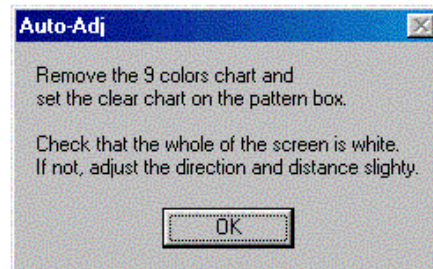 Auto-Adj
Remove the 9 colors chart and
set the clear chart on the pattern box.
Check that the whole of the screen is white.
If not, adjust the direction and distance slighty.
OK